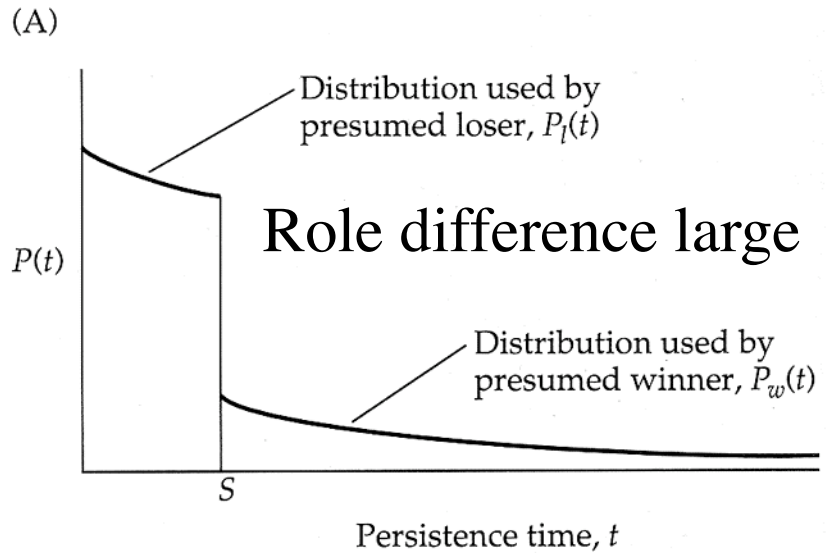 (A)
Distribution used by
presumed loser, Pl(t)
Role difference large
P(t)
Distribution used by
presumed winner, Pw(t)
S
Persistence time, t